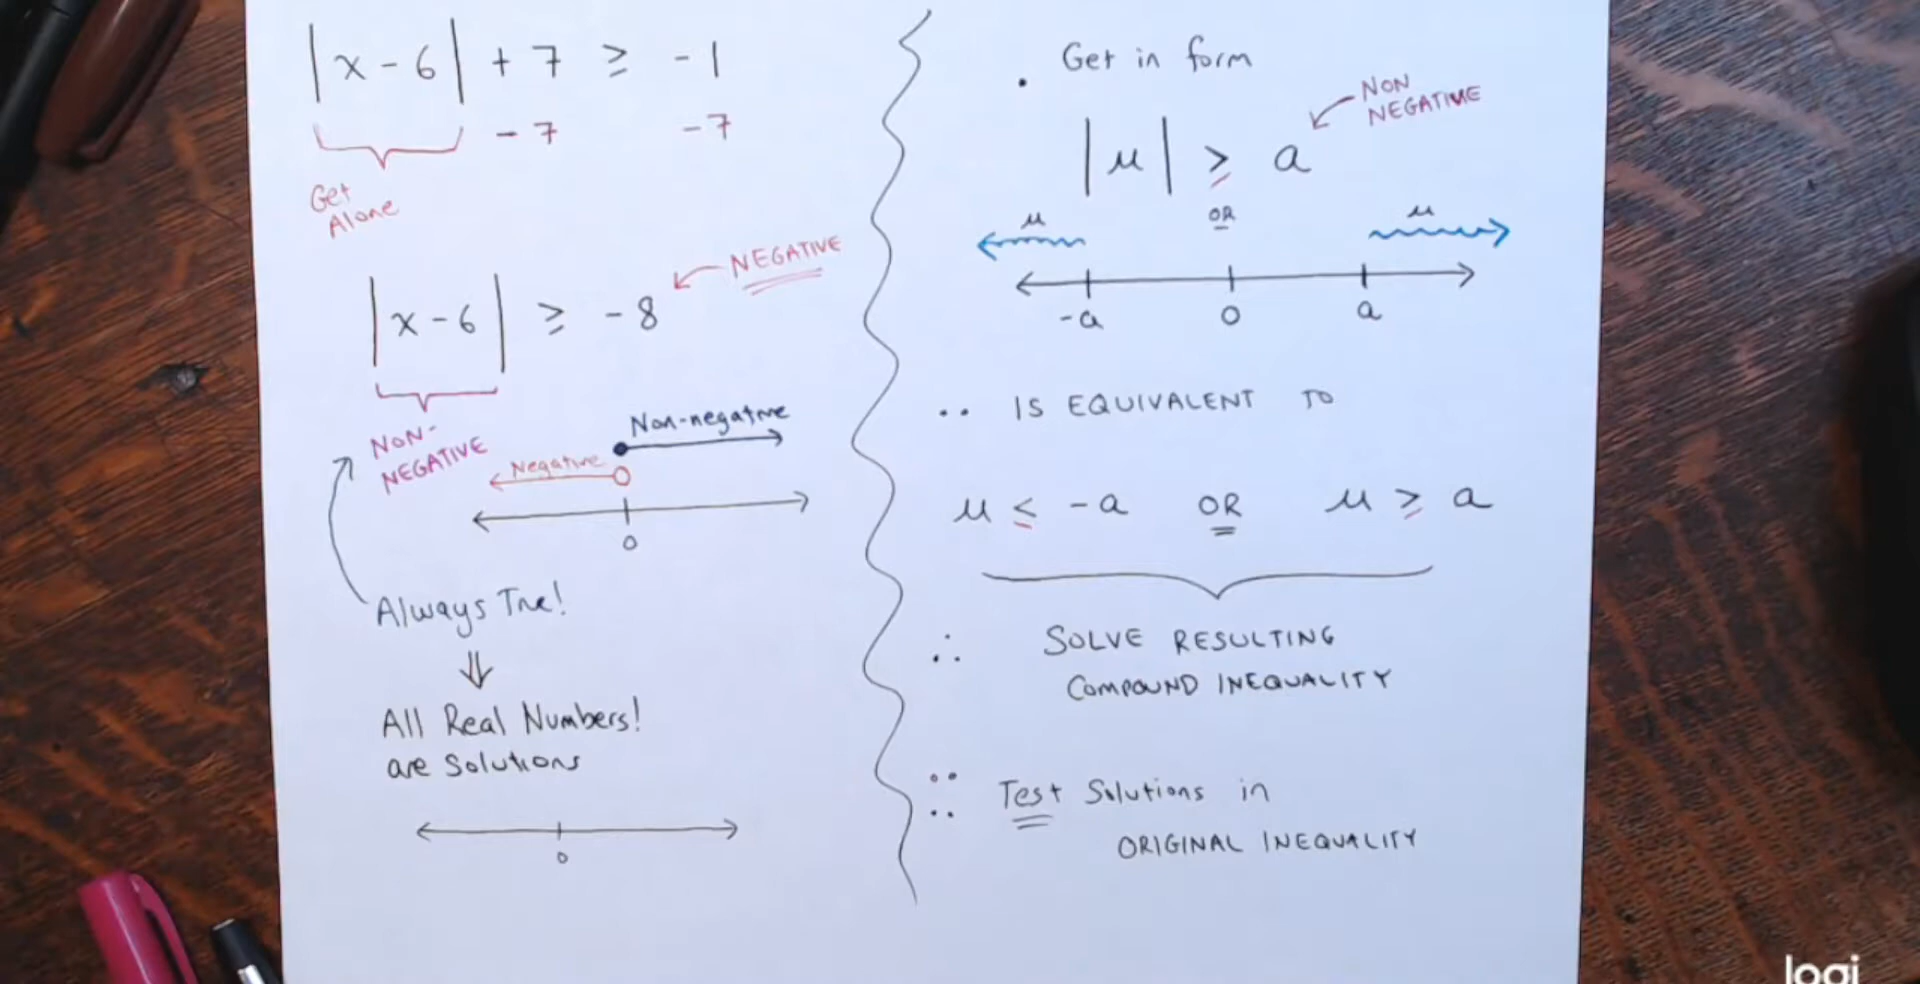 |x - 6| + 7 ≥ -1
- 7 - 7
Get
Alone
|x - 6| ≥ - 8
NEGATIVE
NON-
NEGATIVE
Non-negative
Negative
0
Always True!
⇓
All Real Numbers!
are Solutions
0
. Get in form
NON
NEGATIVE
|u| ≥ a
OR
u u
-a 0 a
.. IS EQUIVALENT TO
u ≤ -a OR u ≥ a
∴ SOLVE RESULTING
COMPOUND INEQUALITY
:: Test Solutions in
ORIGINAL INEQUALITY
logi